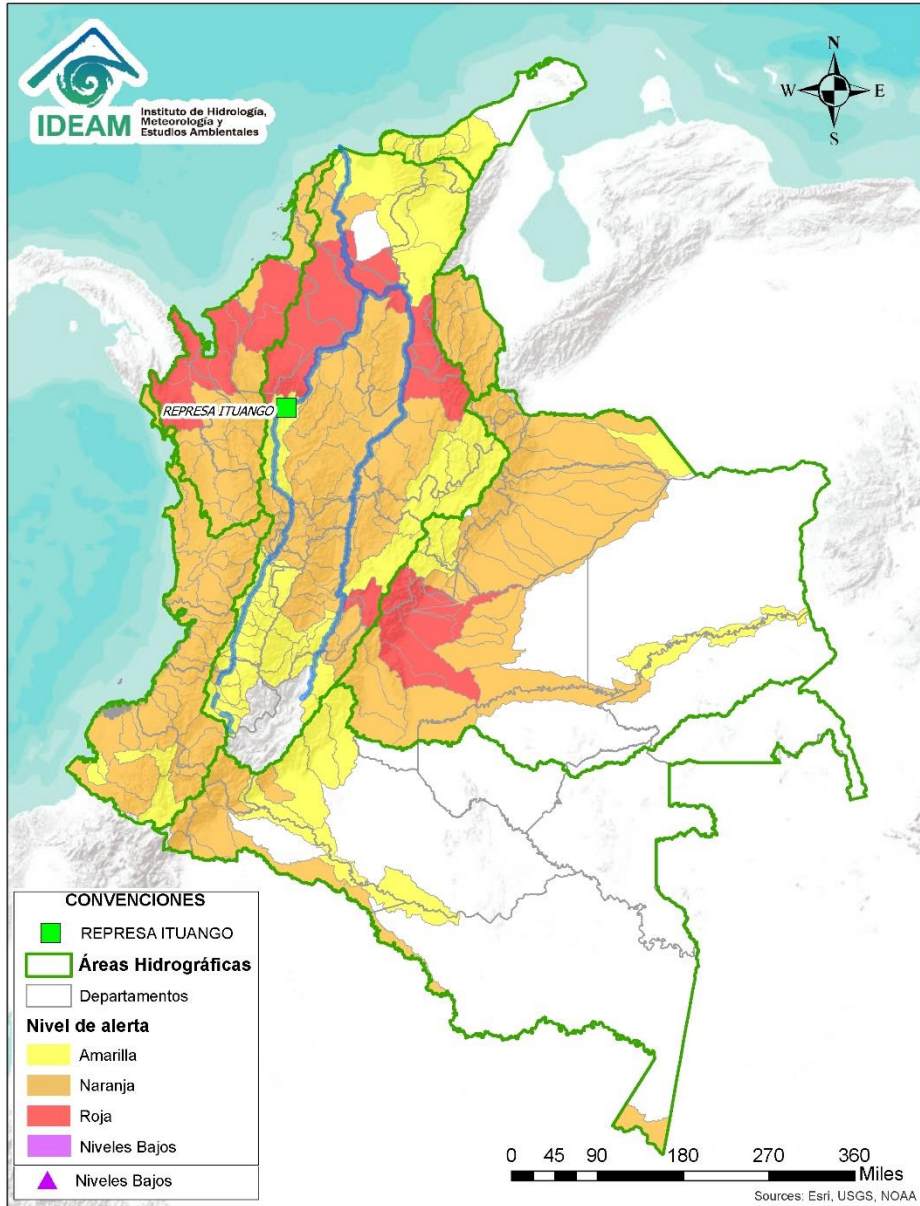 IDEAM
Instituto de Hidrología,
Meteorología y
Estudios Ambientales
N
W
E
S
REPRESA ITUANGO
CONVENCIONES
REPRESA ITUANGO
Áreas Hidrográficas
Departamentos
Nivel de alerta
Amarilla
Naranja
Roja
Niveles Bajos
Niveles Bajos
0 45 90 180 270 360
Miles
Sources: Esri, USGS, NOAA